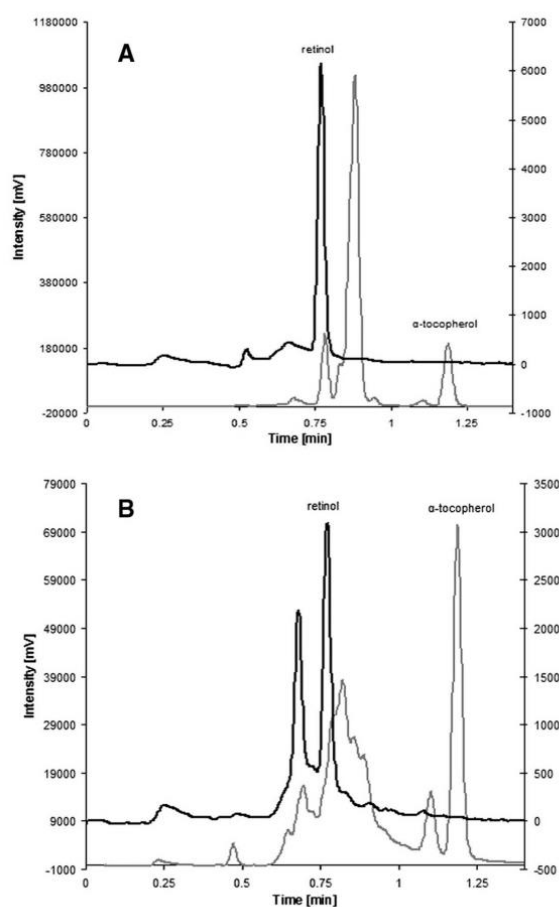 A
retinol
α-tocopherol
Intensity [mV]
1180000
980000
780000
580000
380000
180000
-20000
7000
6000
5000
4000
3000
2000
1000
0
-1000
0 0.25 0.5 0.75 1 1.25
Time [min]
B
retinol
α-tocopherol
Intensity [mV]
79000
69000
59000
49000
39000
29000
19000
9000
-1000
3500
3000
2500
2000
1500
1000
500
0
-500
0 0.25 0.5 0.75 1 1.25
Time [min]